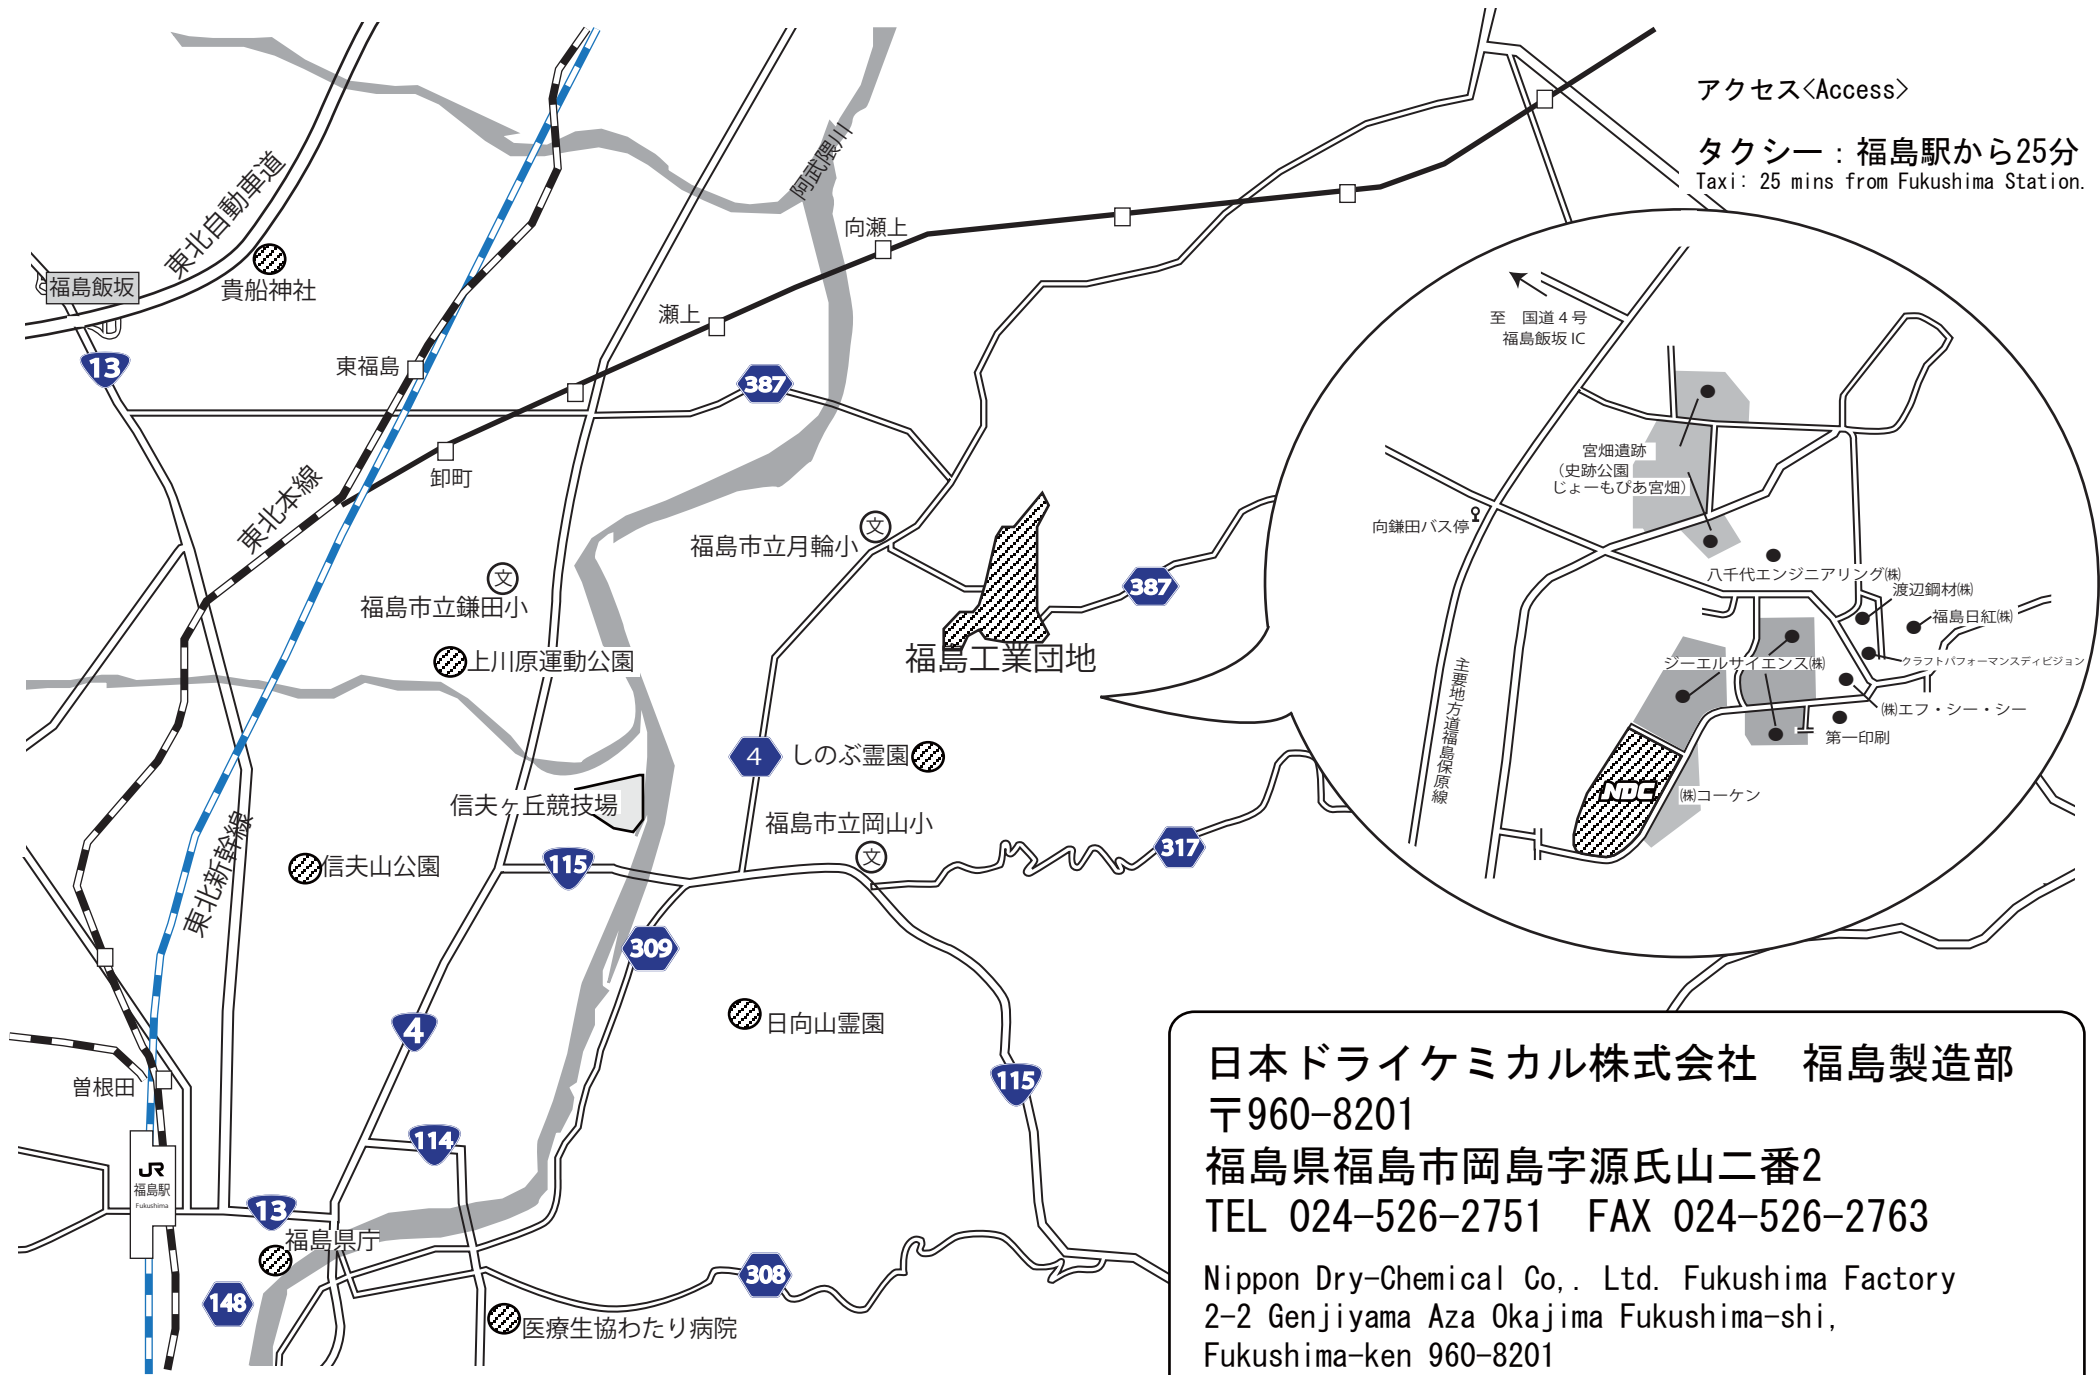 アクセス<Access>
タクシー：福島駅から25分
Taxi: 25 mins from Fukushima Station.
阿武隈川
東北自動車道
向瀬上
福島飯坂
貴船神社
瀬上
東福島
13
387
卸町
東北本線
福島市立月輪小
文
福島市立鎌田小
文
387
上川原運動公園
福島工業団地
4
しのぶ霊園
信夫ヶ丘競技場
福島市立岡山小
文
317
115
信夫山公園
東北新幹線
309
4
日向山霊園
115
曽根田
114
JR
福島駅
Fukushima
13
福島県庁
148
308
医療生協わたり病院
至　国道4号
福島飯坂IC
宮畑遺跡
(史跡公園
じょーもぴあ宮畑)
向鎌田バス停
八千代エンジニアリング㈱
渡辺鋼材㈱
福島日紅㈱
クラフトパフォーマンスディビジョン
ジーエルサイエンス㈱
㈱エフ・シー・シー
第一印刷
主要地方道福島保原線
NDC
㈱コーケン
日本ドライケミカル株式会社　福島製造部
〒960-8201
福島県福島市岡島字源氏山二番2
TEL 024-526-2751　FAX 024-526-2763
Nippon Dry-Chemical Co,. Ltd. Fukushima Factory
2-2 Genjiyama Aza Okajima Fukushima-shi,
Fukushima-ken 960-8201